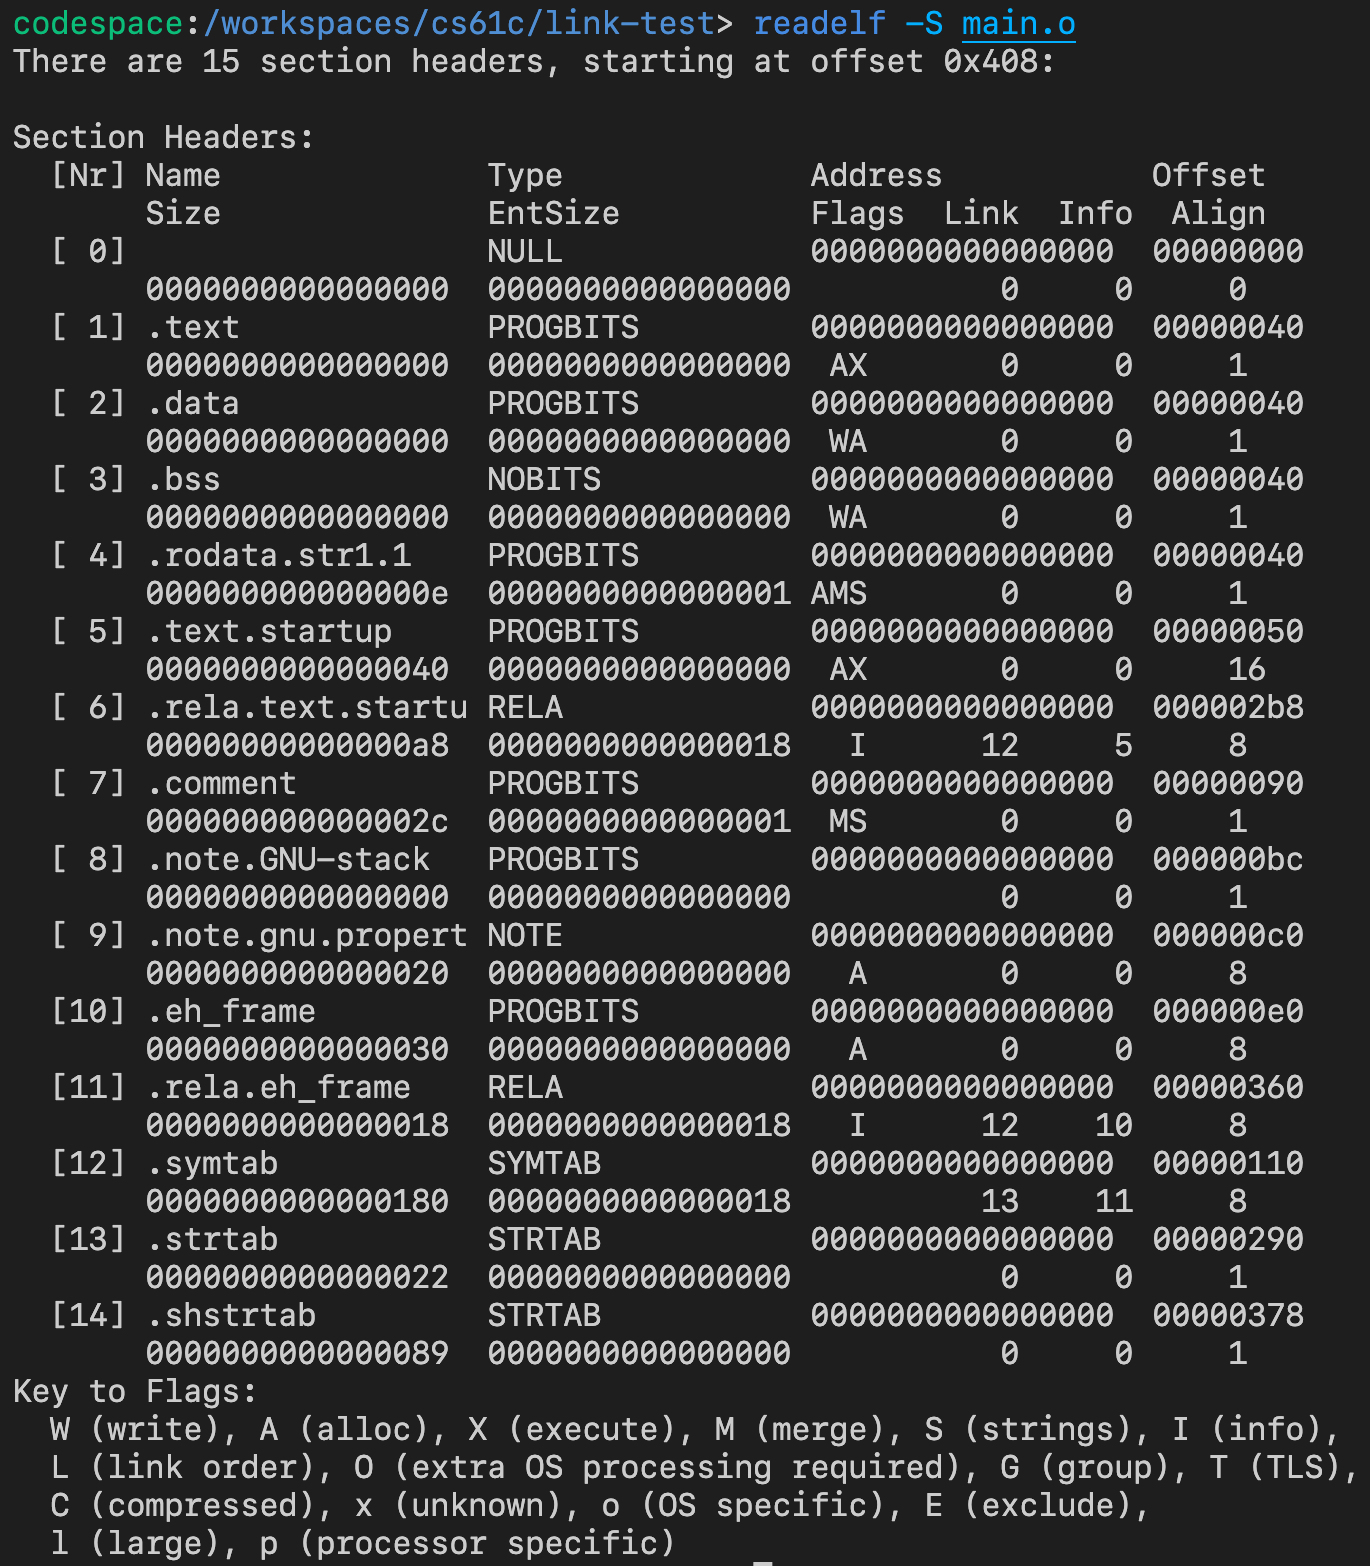 codespace:/workspaces/cs61c/link-test> readelf -S main.o
There are 15 section headers, starting at offset 0x408:

Section Headers:
  [Nr] Name              Type             Address           Offset
       Size              EntSize          Flags  Link  Info  Align
  [ 0]                   NULL             0000000000000000  00000000
       0000000000000000  0000000000000000           0     0     0
  [ 1] .text             PROGBITS         0000000000000000  00000040
       0000000000000000  0000000000000000  AX       0     0     1
  [ 2] .data             PROGBITS         0000000000000000  00000040
       0000000000000000  0000000000000000  WA       0     0     1
  [ 3] .bss              NOBITS           0000000000000000  00000040
       0000000000000000  0000000000000000  WA       0     0     1
  [ 4] .rodata.str1.1    PROGBITS         0000000000000000  00000040
       000000000000000e  0000000000000001 AMS       0     0     1
  [ 5] .text.startup     PROGBITS         0000000000000000  00000050
       0000000000000040  0000000000000000  AX       0     0     16
  [ 6] .rela.text.startu RELA             0000000000000000  000002b8
       00000000000000a8  0000000000000018   I      12     5     8
  [ 7] .comment          PROGBITS         0000000000000000  00000090
       000000000000002c  0000000000000001  MS       0     0     1
  [ 8] .note.GNU-stack   PROGBITS         0000000000000000  000000bc
       0000000000000000  0000000000000000           0     0     1
  [ 9] .note.gnu.propert NOTE             0000000000000000  000000c0
       0000000000000020  0000000000000000   A       0     0     8
  [10] .eh_frame         PROGBITS         0000000000000000  000000e0
       0000000000000030  0000000000000000   A       0     0     8
  [11] .rela.eh_frame    RELA             0000000000000000  00000360
       0000000000000018  0000000000000018   I      12    10     8
  [12] .symtab           SYMTAB           0000000000000000  00000110
       0000000000000180  0000000000000018          13    11     8
  [13] .strtab           STRTAB           0000000000000000  00000290
       0000000000000022  0000000000000000           0     0     1
  [14] .shstrtab         STRTAB           0000000000000000  00000378
       0000000000000089  0000000000000000           0     0     1
Key to Flags:
  W (write), A (alloc), X (execute), M (merge), S (strings), I (info),
  L (link order), O (extra OS processing required), G (group), T (TLS),
  C (compressed), x (unknown), o (OS specific), E (exclude),
  l (large), p (processor specific)